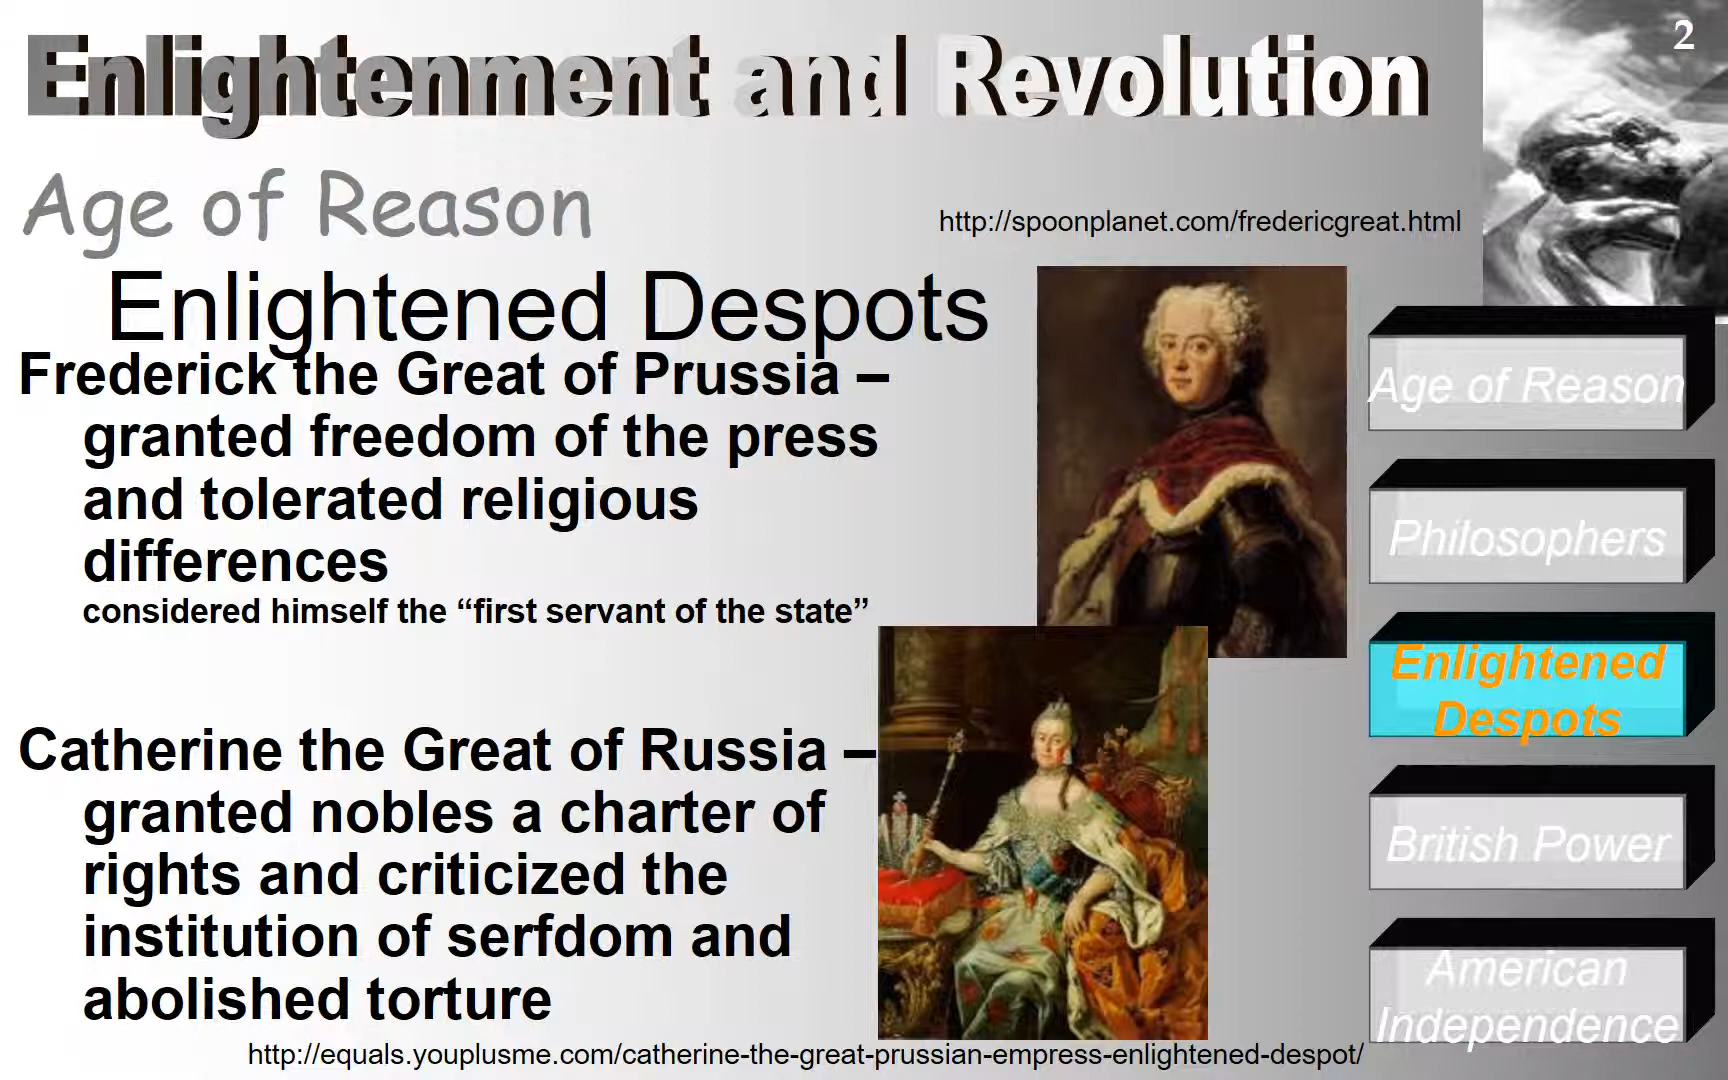 2
Enlightenment and Revolution
Age of Reason
http://spoonplanet.com/fredericgreat.html
Enlightened Despots
Frederick the Great of Prussia –
granted freedom of the press
and tolerated religious
differences
considered himself the “first servant of the state”
Catherine the Great of Russia –
granted nobles a charter of
rights and criticized the
institution of serfdom and
abolished torture
http://equals.youplusme.com/catherine-the-great-prussian-empress-enlightened-despot/
Age of Reason
Philosophers
Enlightened
Despots
British Power
American
Independence